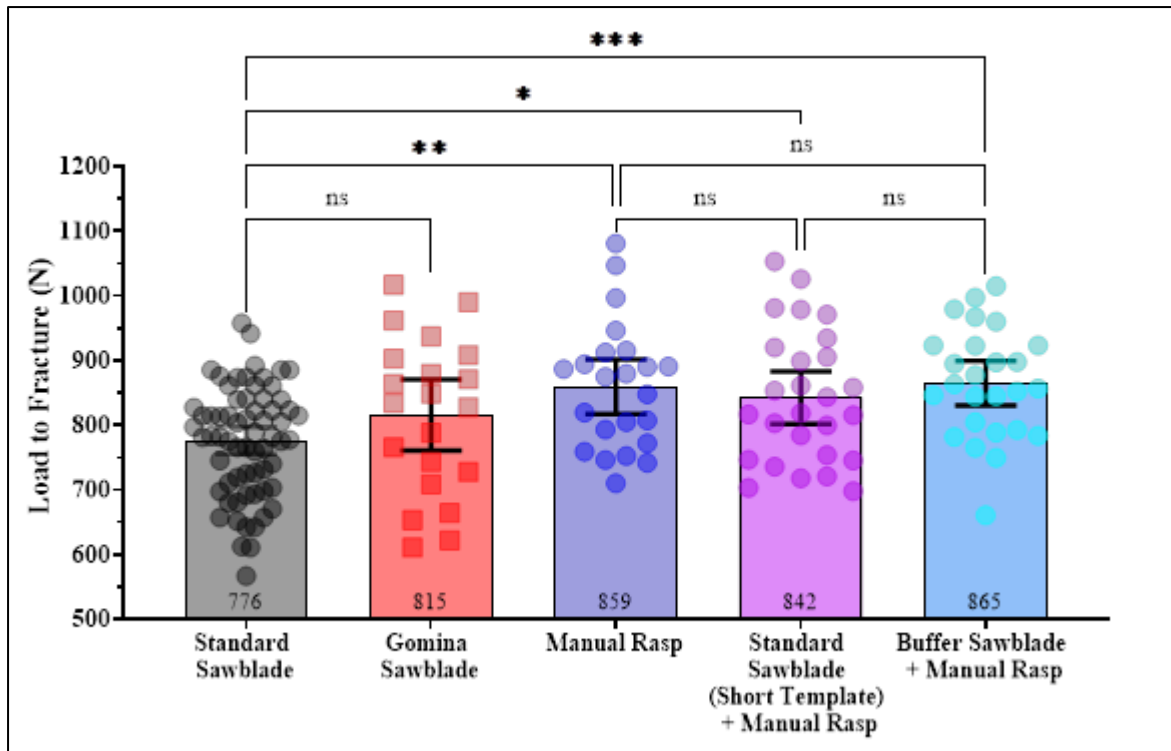 ***
*
**
ns
ns
ns
ns
1200
1100
1000
900
800
700
600
500
Load to Fracture (N)
776
815
859
842
865
Standard
Sawblade
Gomina
Sawblade
Manual Rasp
Standard
Sawblade
(Short Template)
+ Manual Rasp
Buffer Sawblade
+ Manual Rasp